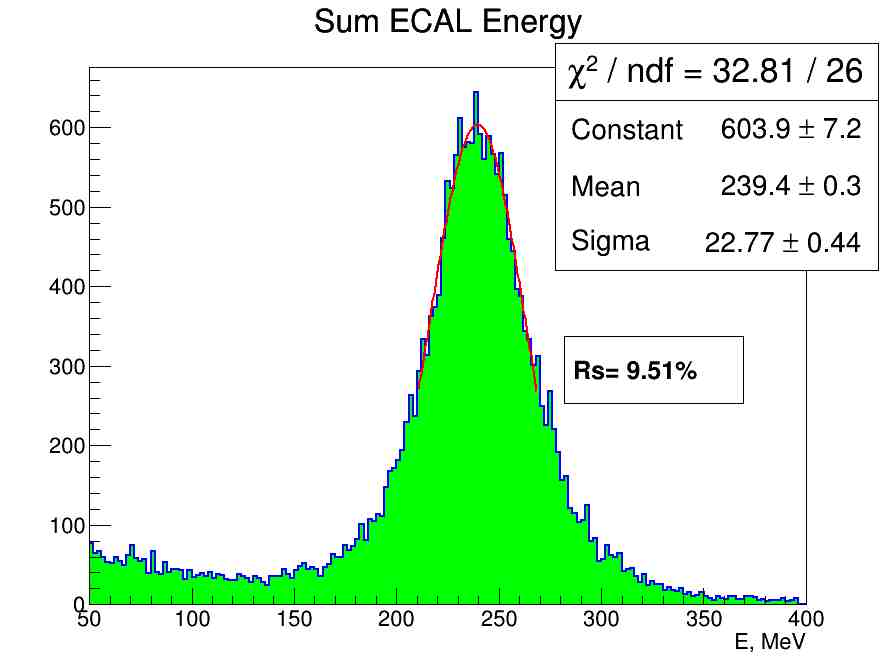 Sum ECAL Energy
χ² / ndf = 32.81 / 26
Constant 603.9 ± 7.2
Mean 239.4 ± 0.3
Sigma 22.77 ± 0.44
Rs= 9.51%
600
500
400
300
200
100
0
50 100 150 200 250 300 350 400
E, MeV